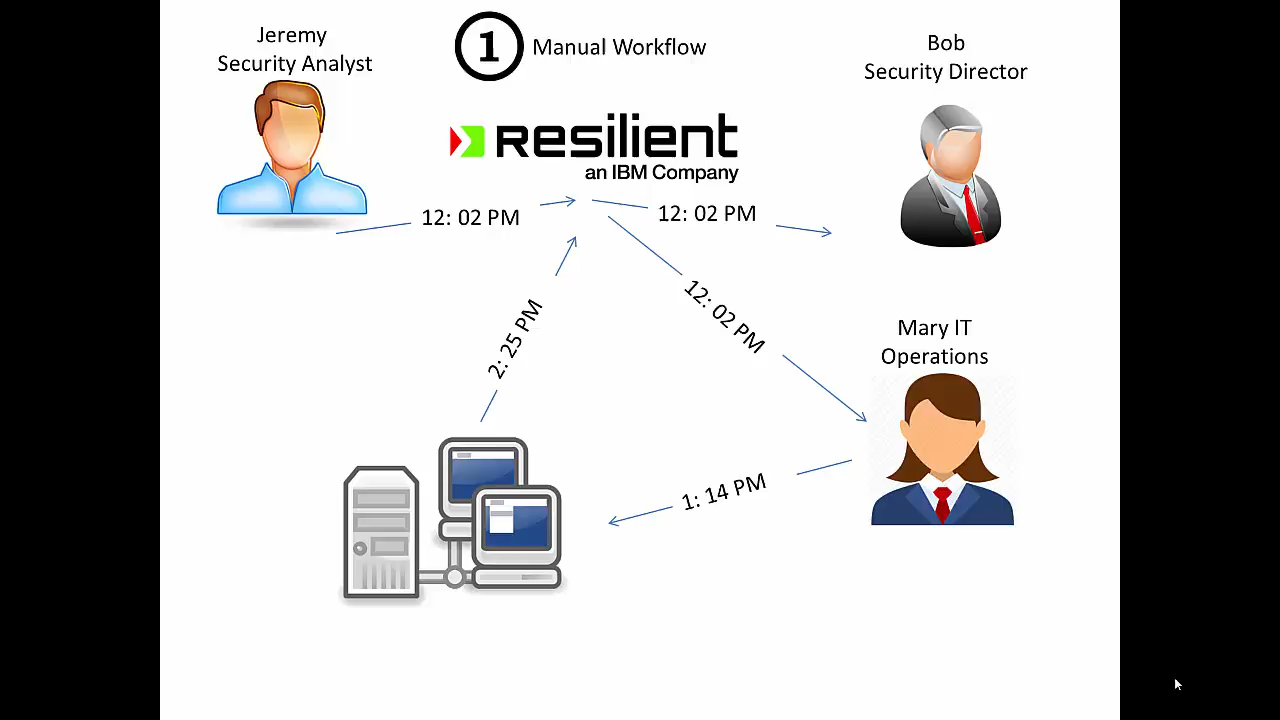 Jeremy
Security Analyst
1
Manual Workflow
Bob
Security Director
Resilient
an IBM Company
12: 02 PM
12: 02 PM
12: 02 PM
2: 25 PM
Mary IT
Operations
1: 14 PM